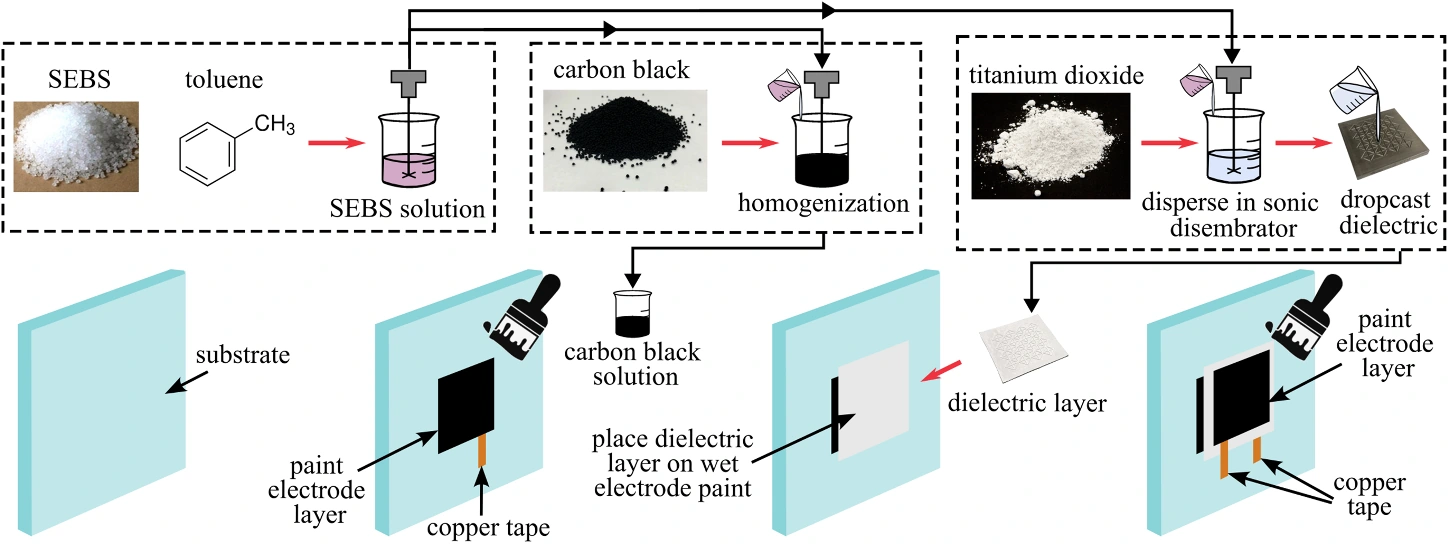 SEBS
toluene
CH3
SEBS solution
carbon black
homogenization
titanium dioxide
disperse in sonic
disembrator
dropcast
dielectric
substrate
paint
electrode
layer
copper tape
carbon black
solution
place dielectric
layer on wet
electrode paint
dielectric layer
paint
electrode
layer
copper
tape